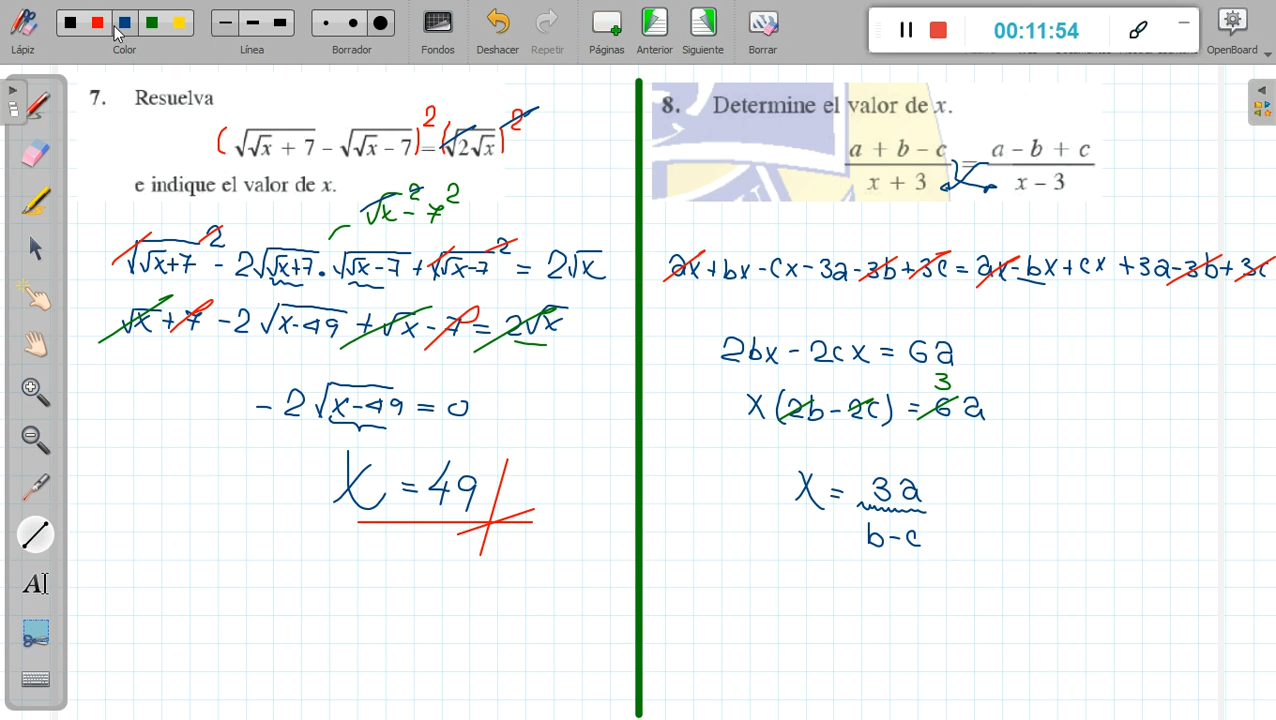 Lápiz Color Línea Borrador Fondos Deshacer Repetir Páginas Anterior Siguiente Borrar 00:11:54 OpenBoard
7. Resuelva
(√(√x + 7) − √(√x − 7))² = (√(2√x))²
e indique el valor de x.
√x² − 7²
√(√x+7)² − 2√(√x+7) · √(√x−7) + √(√x−7)² = 2√x
√x + 7 − 2√(x−49) + √x − 7 = 2√x
− 2√(x−49) = 0
X = 49
8. Determine el valor de x.
(a + b − c)/(x + 3) = (a − b + c)/(x − 3)
ax + bx − cx − 3a − 3b + 3c = ax − bx + cx + 3a − 3b + 3c
2bx − 2cx = 6a
3
X (2b − 2c) = 6a
X = 3a/(b−c)
AI